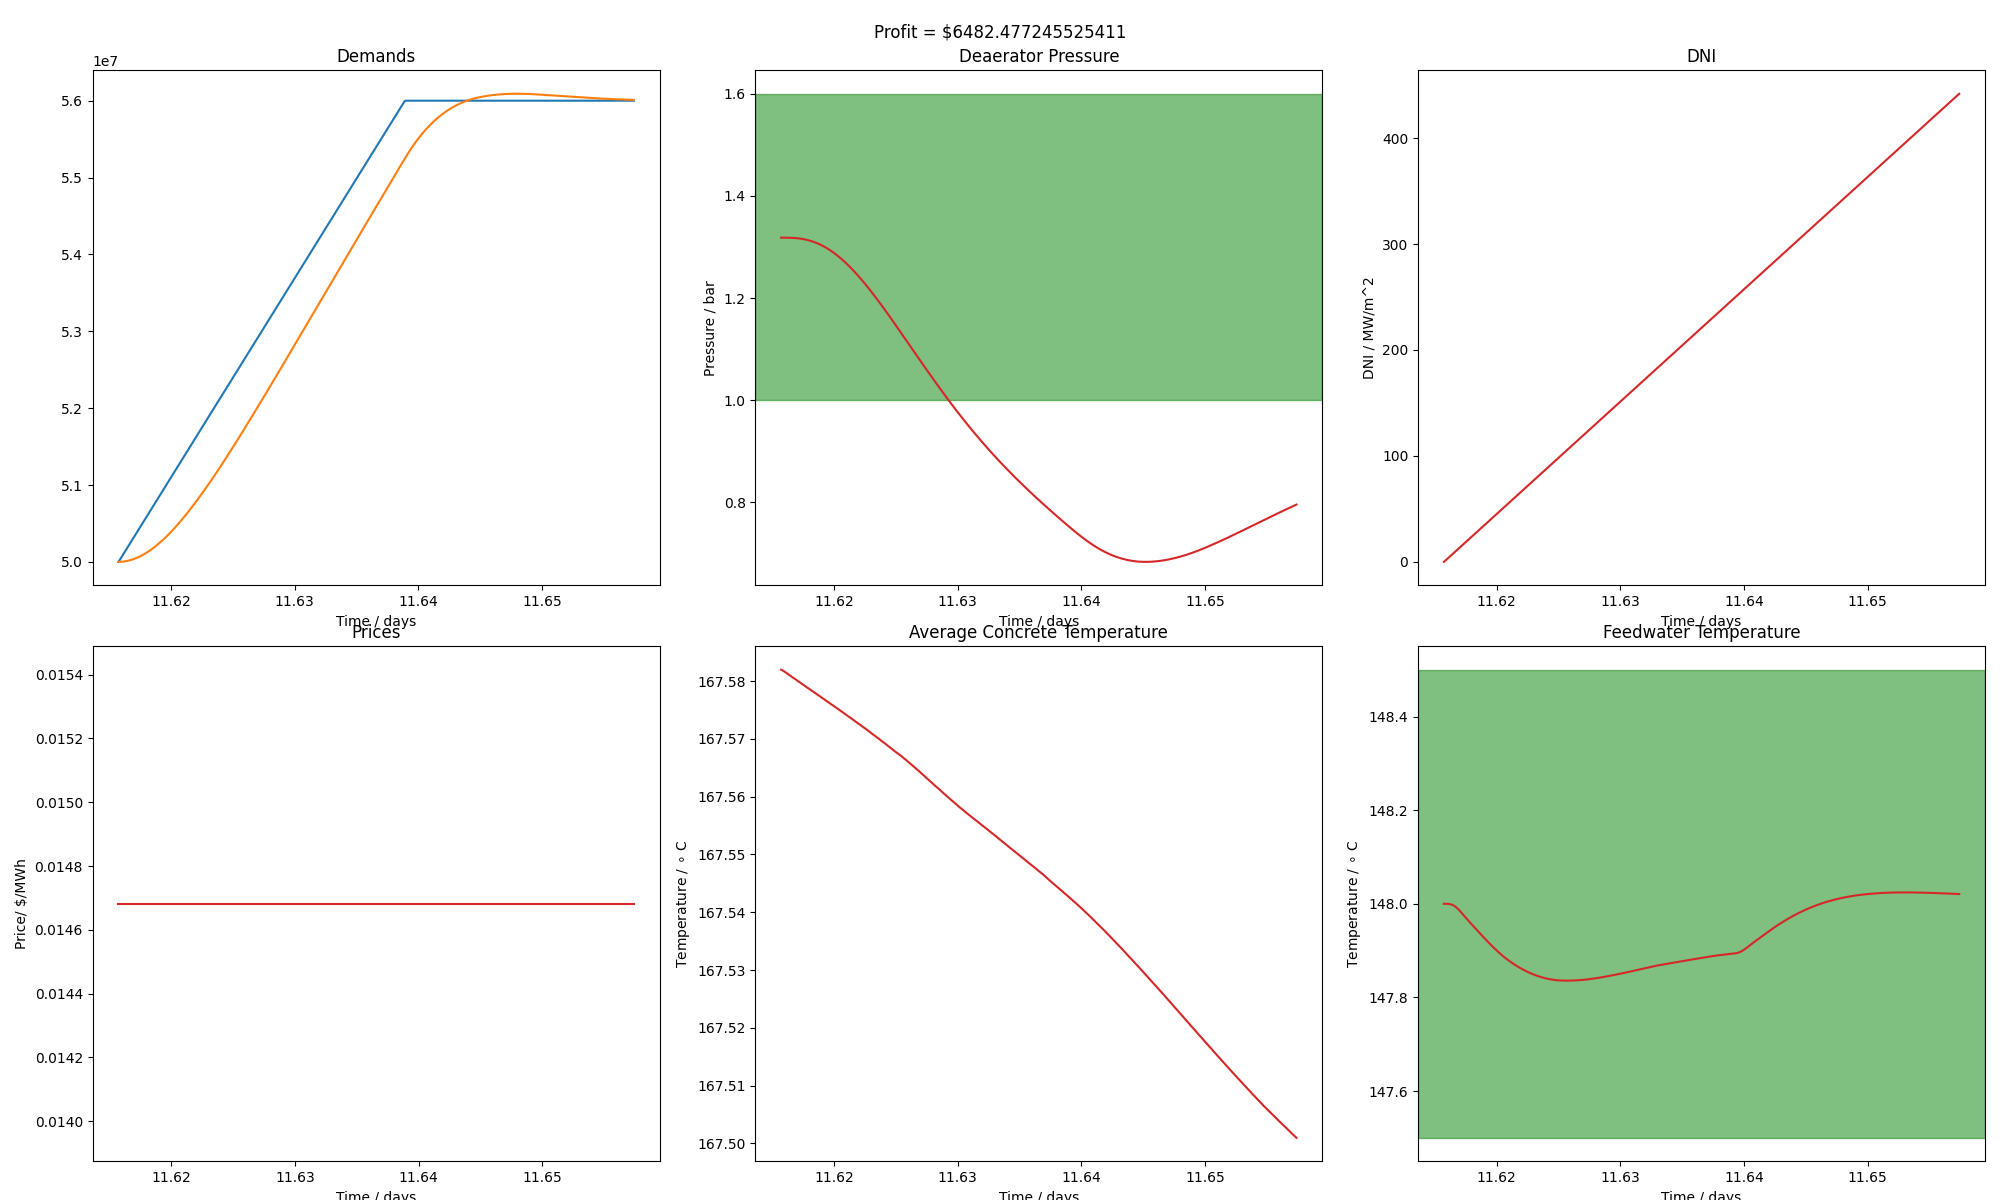 Profit = $6482.477245525411
Demands
1e7
5.6
5.5
5.4
5.3
5.2
5.1
5.0
11.62 11.63 11.64 11.65
Time / days
Deaerator Pressure
Pressure / bar
1.6
1.4
1.2
1.0
0.8
11.62 11.63 11.64 11.65
Time / days
DNI
DNI / MW/m^2
400
300
200
100
0
11.62 11.63 11.64 11.65
Time / days
Prices
Price/ $/MWh
0.0154
0.0152
0.0150
0.0148
0.0146
0.0144
0.0142
0.0140
11.62 11.63 11.64 11.65
Time / days
Average Concrete Temperature
Temperature / ∘ C
167.58
167.57
167.56
167.55
167.54
167.53
167.52
167.51
167.50
11.62 11.63 11.64 11.65
Time / days
Feedwater Temperature
Temperature / ∘ C
148.4
148.2
148.0
147.8
147.6
11.62 11.63 11.64 11.65
Time / days